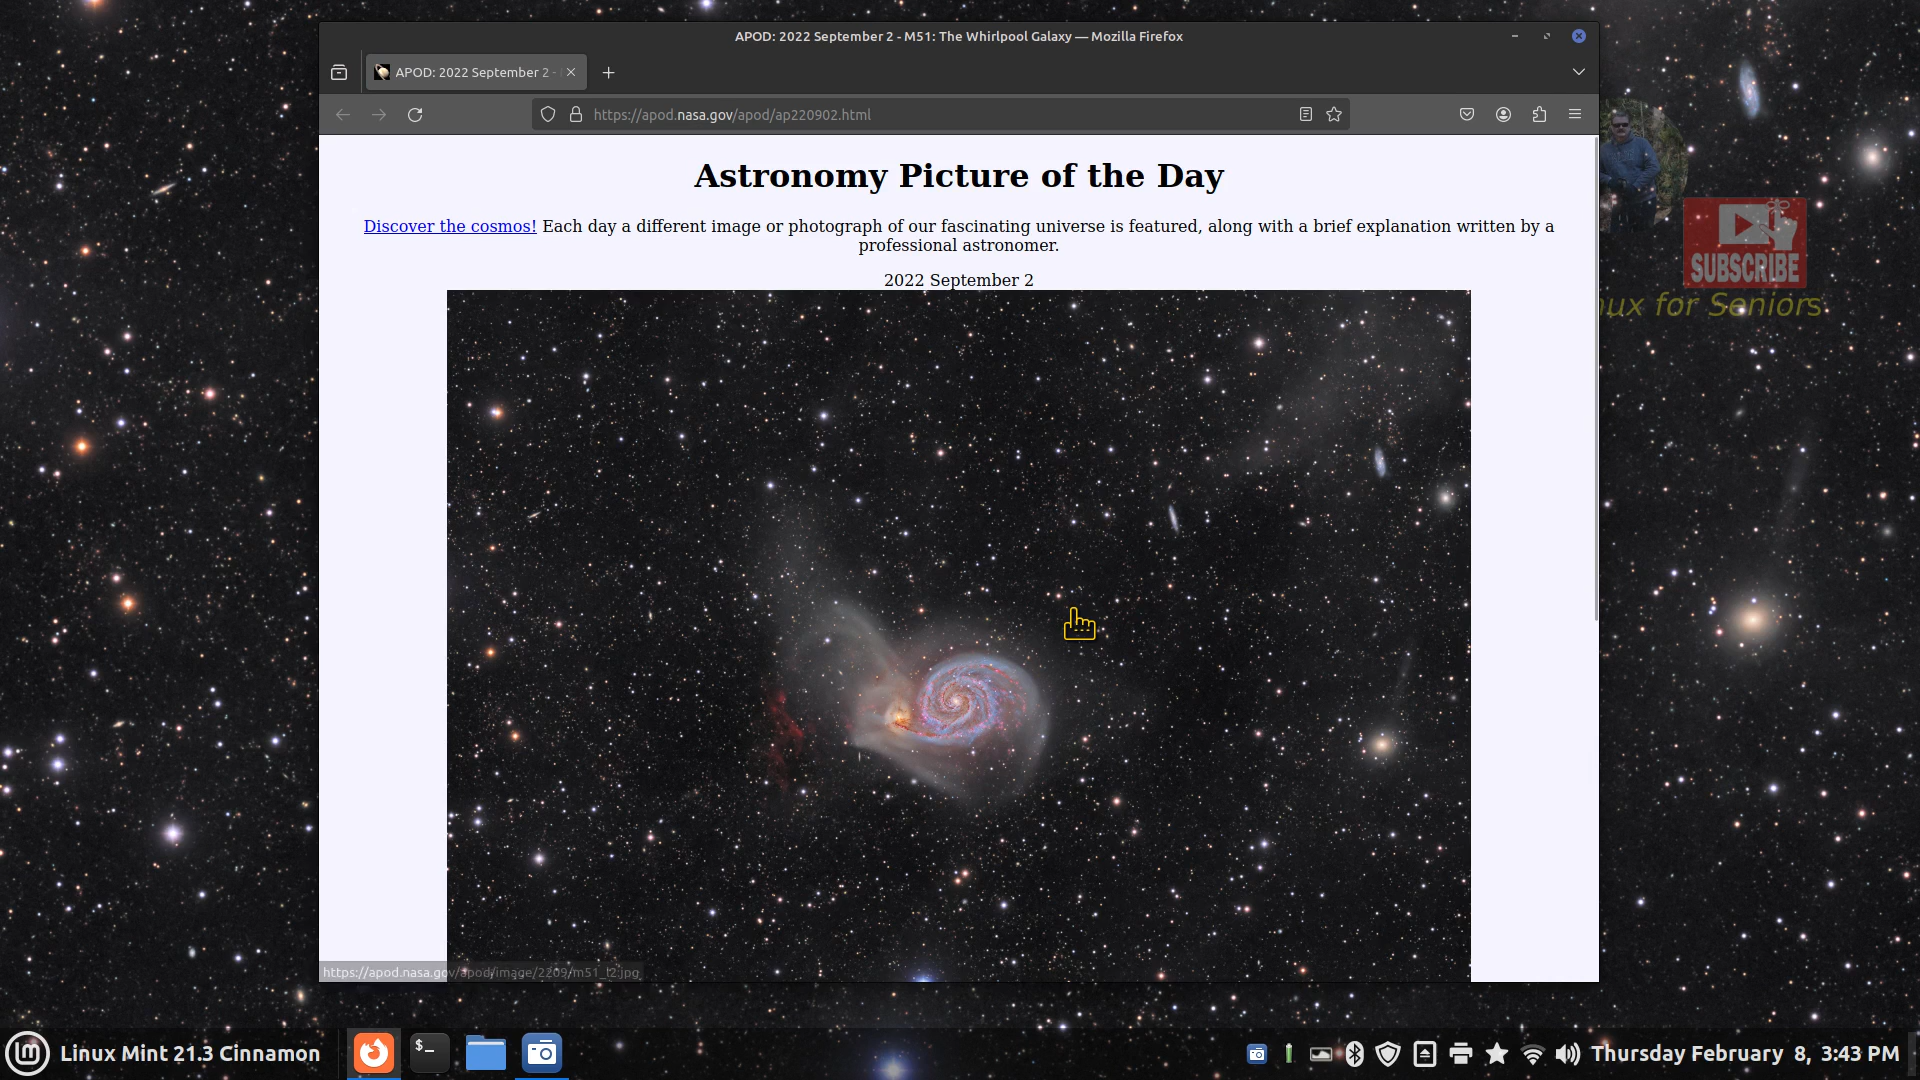 APOD: 2022 September 2 - M51: The Whirlpool Galaxy — Mozilla Firefox
APOD: 2022 September 2 -
https://apod.nasa.gov/apod/ap220902.html
Astronomy Picture of the Day
Discover the cosmos! Each day a different image or photograph of our fascinating universe is featured, along with a brief explanation written by a
professional astronomer.
2022 September 2
SUBSCRIBE
ux for Seniors
https://apod.nasa.gov/apod/image/2209/m51_l2.jpg
Linux Mint 21.3 Cinnamon
$-
Thursday February 8, 3:43 PM